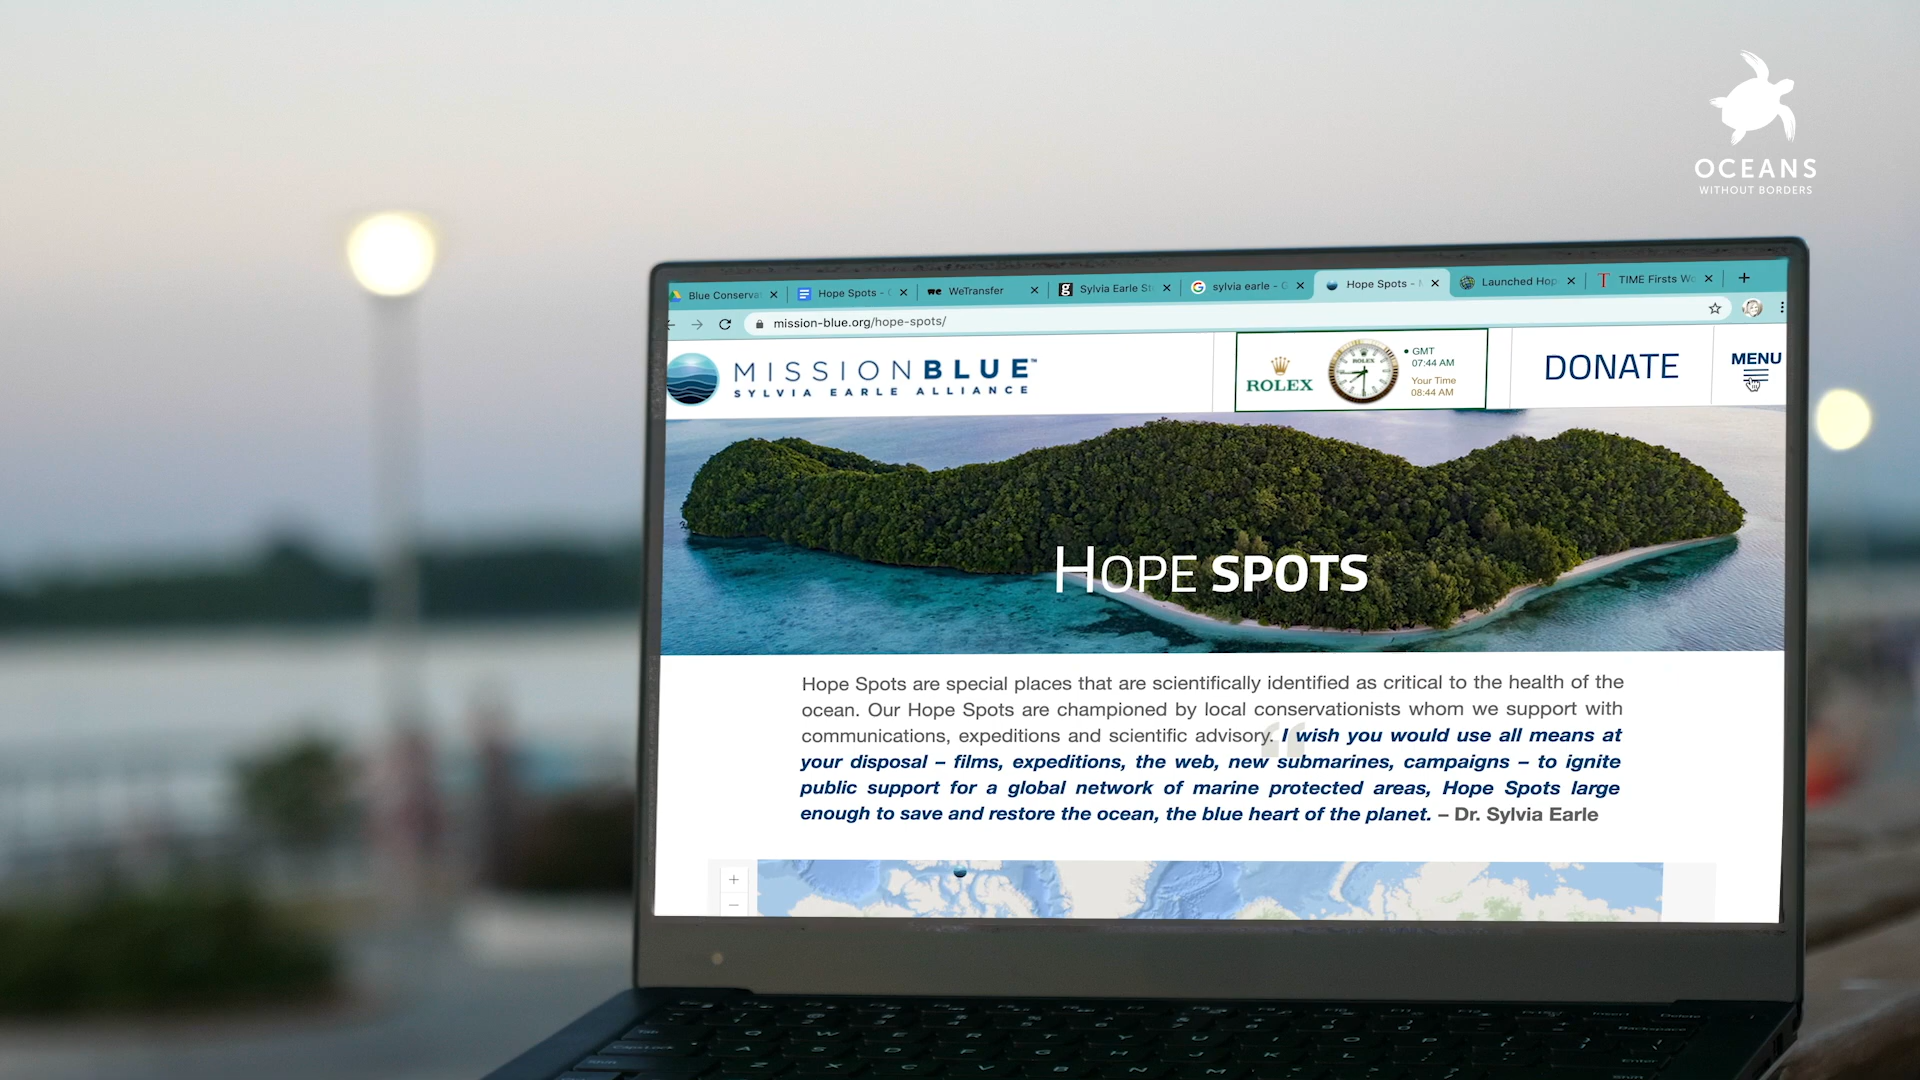 OCEANS
WITHOUT BORDERS
Blue Conserva
Hope Spots -
WeTransfer
Sylvia Earle St
sylvia earle - G
Hope Spots -
Launched Hop
TIME Firsts Wo
mission-blue.org/hope-spots/
MISSIONBLUE™
SYLVIA EARLE ALLIANCE
ROLEX
GMT
07:44 AM
Your Time
08:44 AM
DONATE
MENU
HOPE SPOTS
Hope Spots are special places that are scientifically identified as critical to the health of the
ocean. Our Hope Spots are championed by local conservationists whom we support with
communications, expeditions and scientific advisory. I wish you would use all means at
your disposal – films, expeditions, the web, new submarines, campaigns – to ignite
public support for a global network of marine protected areas, Hope Spots large
enough to save and restore the ocean, the blue heart of the planet. – Dr. Sylvia Earle
Q W E R T Y U I O P
A S D F G H J K L
Z X C V B N M